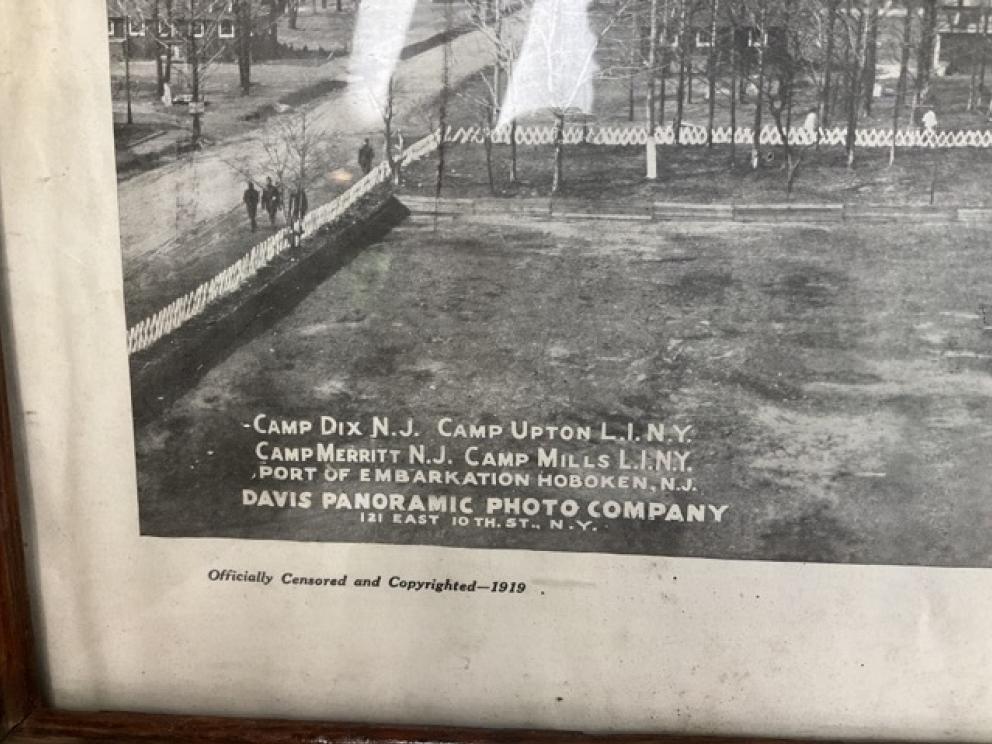 -CAMP DIX N.J. CAMP UPTON L.I.N.Y.
CAMP MERRITT N.J. CAMP MILLS L.I.N.Y.
PORT OF EMBARKATION HOBOKEN, N.J.
DAVIS PANORAMIC PHOTO COMPANY
121 EAST 10TH. ST., N.Y.
Officially Censored and Copyrighted—1919